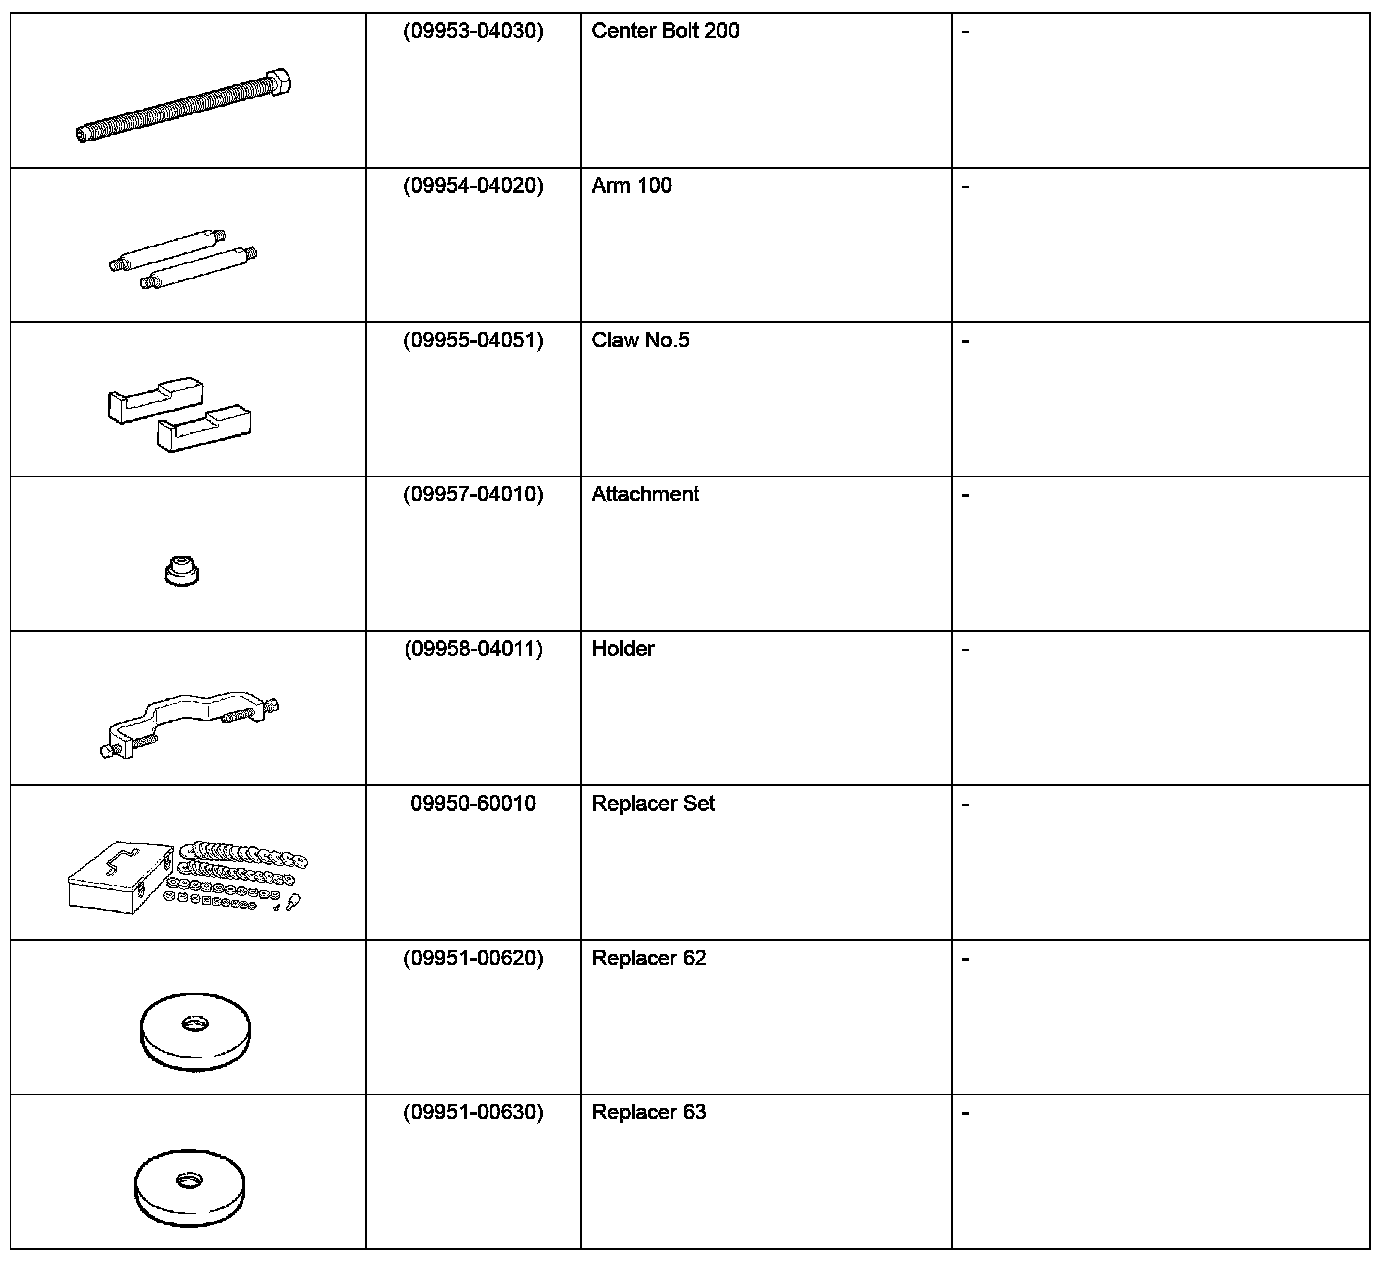 (09953-04030) Center Bolt 200 -
(09954-04020) Arm 100 -
(09955-04051) Claw No.5 -
(09957-04010) Attachment -
(09958-04011) Holder -
09950-60010 Replacer Set -
(09951-00620) Replacer 62 -
(09951-00630) Replacer 63 -